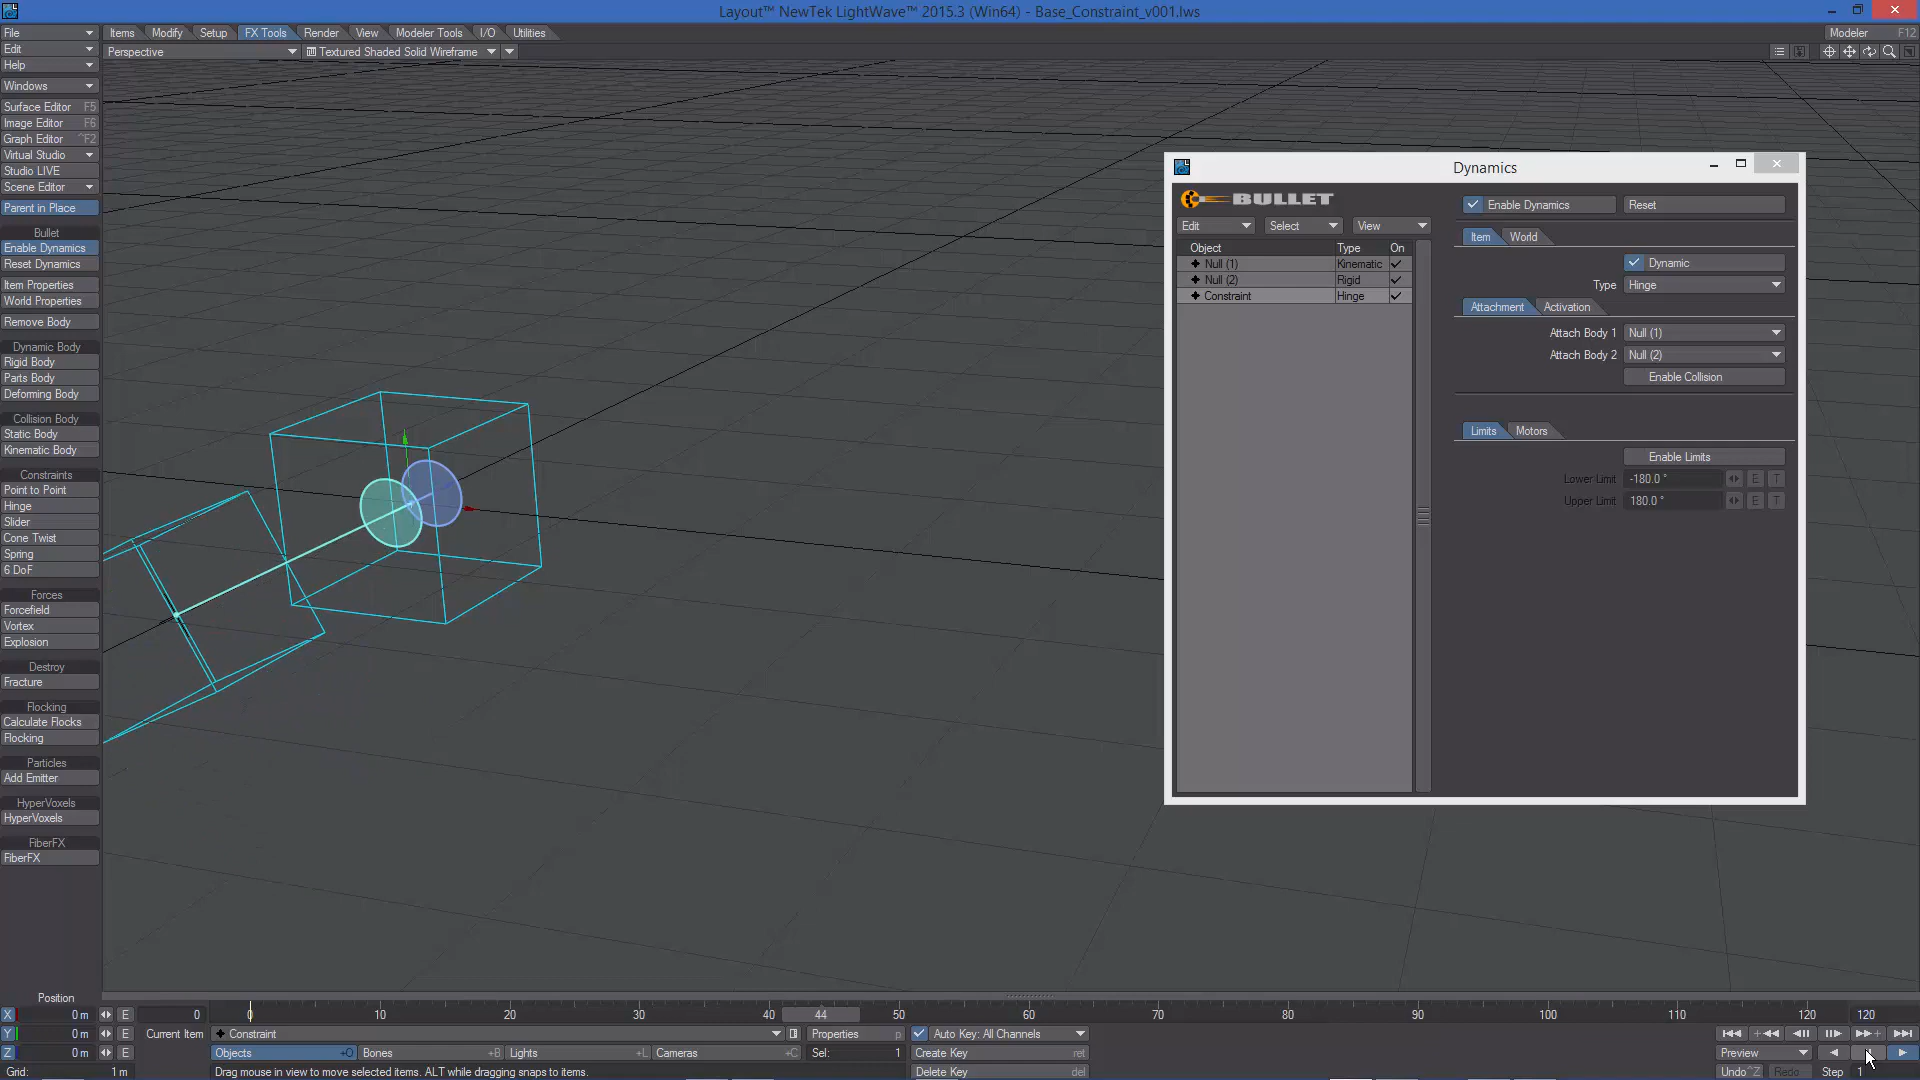 Layout™ NewTek LightWave™ 2015.3 (Win64) - Base_Constraint_v001.lws
File
Items Modify Setup FX Tools Render View Modeler Tools I/O Utilities
Modeler F12
Edit
Perspective
Textured Shaded Solid Wireframe
Help
Windows
Surface Editor F5
Image Editor F6
Graph Editor ^F2
Virtual Studio
Studio LIVE
Scene Editor
Parent in Place
Bullet
Enable Dynamics
Reset Dynamics
Item Properties
World Properties
Remove Body
Dynamic Body
Rigid Body
Parts Body
Deforming Body
Collision Body
Static Body
Kinematic Body
Constraints
Point to Point
Hinge
Slider
Cone Twist
Spring
6 DoF
Forces
Forcefield
Vortex
Explosion
Destroy
Fracture
Flocking
Calculate Flocks
Flocking
Particles
Add Emitter
HyperVoxels
HyperVoxels
FiberFX
FiberFX
Dynamics
BULLET
Edit Select View
Object Type On
Null (1) Kinematic
Null (2) Rigid
Constraint Hinge
Enable Dynamics Reset
Item World
Dynamic
Type Hinge
Attachment Activation
Attach Body 1 Null (1)
Attach Body 2 Null (2)
Enable Collision
Limits Motors
Enable Limits
Lower Limit -180.0 ° E T
Upper Limit 180.0 ° E T
Position
X 0 m E 0 0 10 20 30 40 44 50 60 70 80 90 100 110 120 120
Y 0 m E Current Item Constraint Properties p Auto Key: All Channels
Z 0 m E Objects +O Bones +B Lights +L Cameras +C Sel: 1 Create Key ret Preview
Grid: 1 m Drag mouse in view to move selected items. ALT while dragging snaps to items. Delete Key del Undo ^Z Redo Step 1